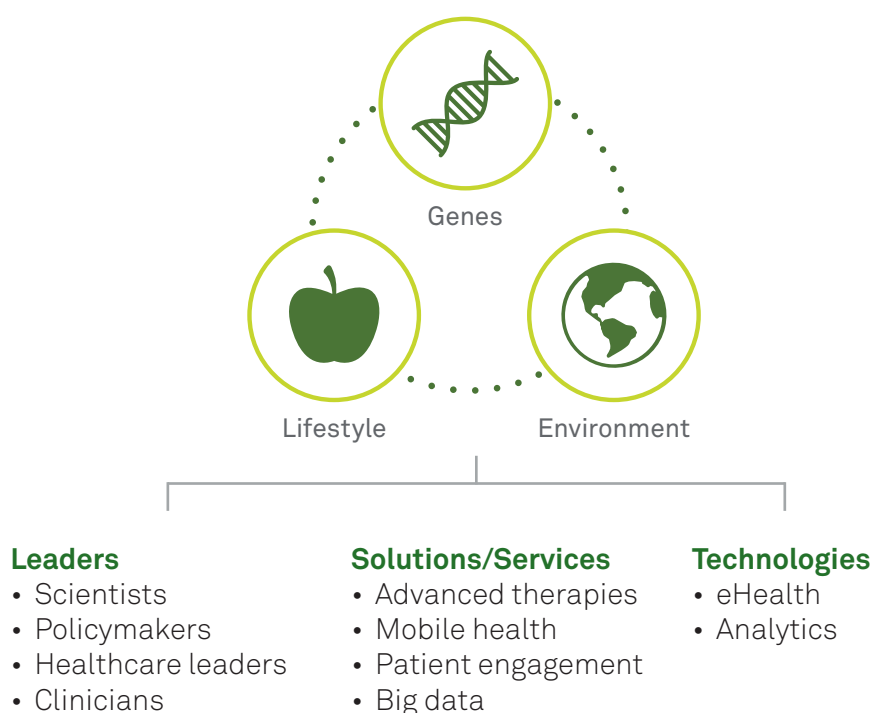 Genes
Lifestyle
Environment
Leaders
• Scientists
• Policymakers
• Healthcare leaders
• Clinicians
Solutions/Services
• Advanced therapies
• Mobile health
• Patient engagement
• Big data
Technologies
• eHealth
• Analytics